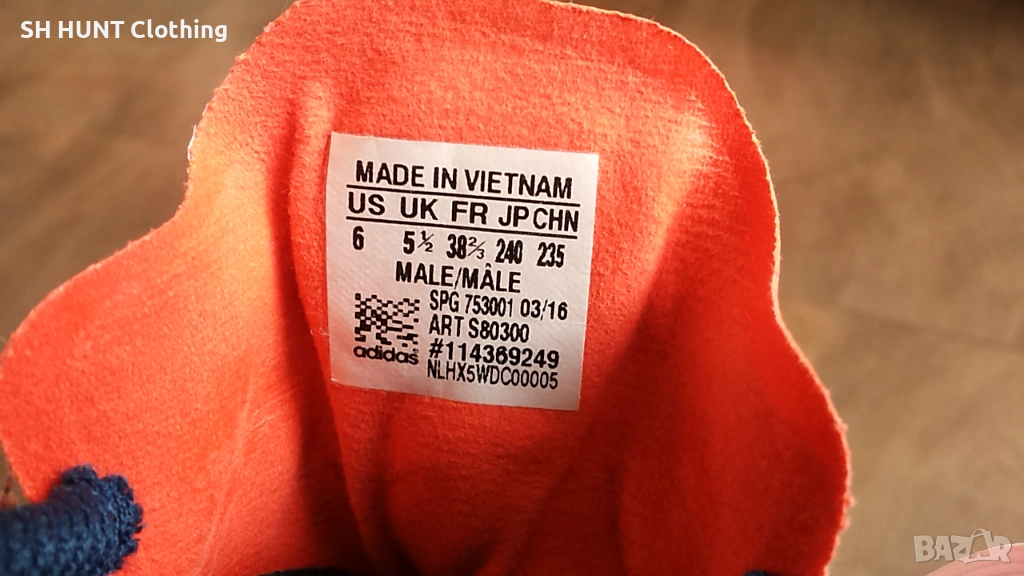 SH HUNT Clothing
MADE IN VIETNAM
US UK FR JP CHN
6 5½ 38⅔ 240 235
MALE/MÂLE
SPG 753001 03/16
ART S80300
adidas #114369249
NLHX5WDC00005
BAZAR